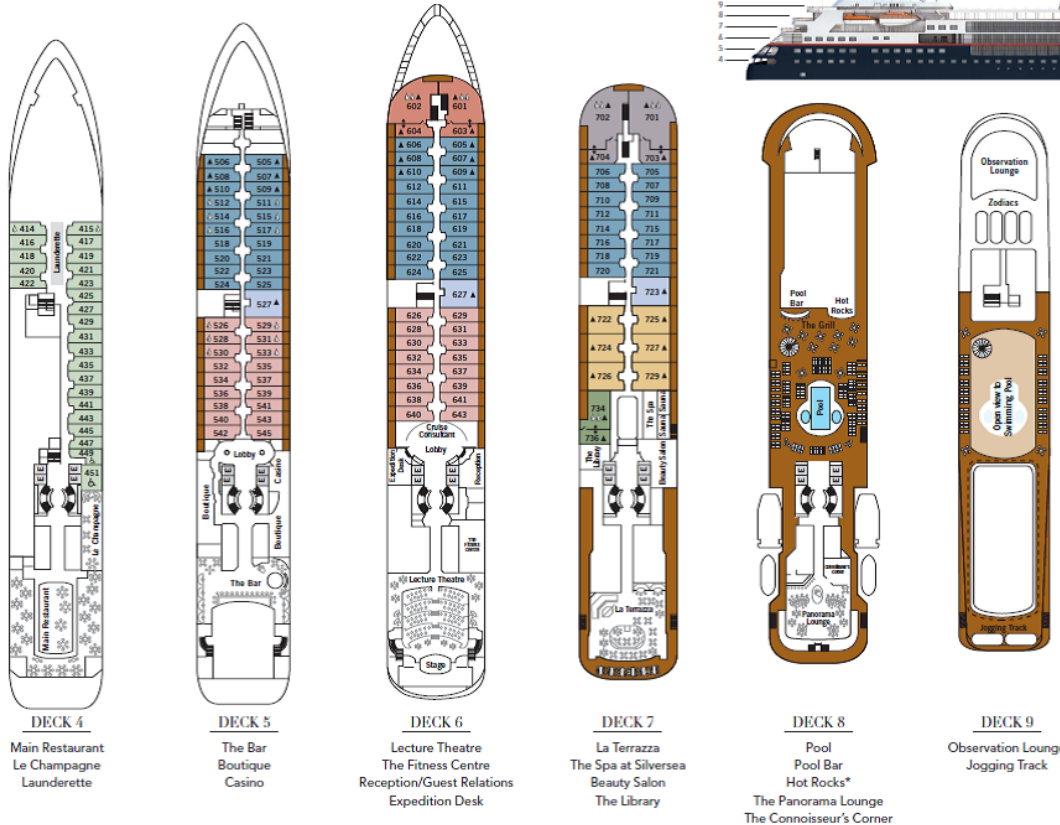 9
8
7
6
5
4
414 415
416 417
418 419
420 421
422 423
Launderette
425
427
429
431
433
435
437
439
441
443
445
447
449
451
E E
E E
Le Champagne
Main Restaurant
506 505
508 507
510 509
512 511
514 515
516 517
518 519
520 521
522 523
524 525
527
526 529
528 531
530 533
532 535
534 537
536 539
538 541
540 543
542 545
Lobby
Casino
E E
E E
Boutique
Boutique
The Bar
602 601
604 603
606 605
608 607
610 609
612 611
614 615
616 617
618 619
620 621
622 623
624 625
627
626 629
628 631
630 633
632 635
634 637
636 639
638 641
640 643
Cruise
Consultant
Lobby
Expedition
Desk
Reception
E E
E E
The
Fitness
Centre
Lecture Theatre
Stage
702 701
704 703
706 705
708 707
710 709
712 711
714 715
716 717
718 719
720 721
723
722 725
724 727
726 729
734
736
The Spa
Sauna Sauna
The
Library
Beauty Salon
E E
E E
La Terrazza
Pool
Bar
Hot
Rocks
The Grill
Pool
E E
E E
Connoisseur's
Corner
Panorama
Lounge
Observation
Lounge
Zodiacs
Open view to
Swimming Pool
Jogging Track
DECK 4
Main Restaurant
Le Champagne
Launderette
DECK 5
The Bar
Boutique
Casino
DECK 6
Lecture Theatre
The Fitness Centre
Reception/Guest Relations
Expedition Desk
DECK 7
La Terrazza
The Spa at Silversea
Beauty Salon
The Library
DECK 8
Pool
Pool Bar
Hot Rocks*
The Panorama Lounge
The Connoisseur's Corner
DECK 9
Observation Lounge
Jogging Track